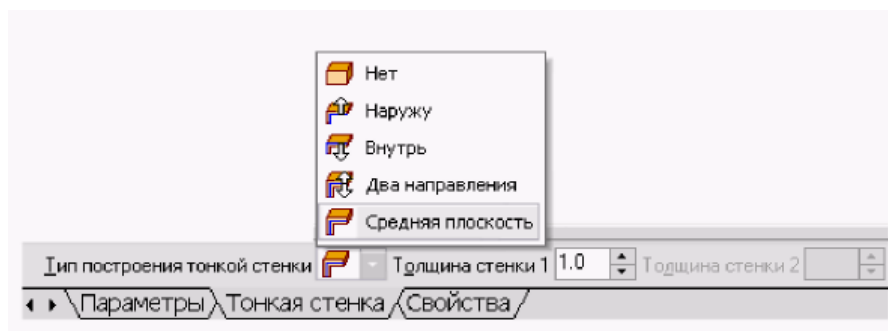 Нет
Наружу
Внутрь
Два направления
Средняя плоскость
Тип построения тонкой стенки Толщина стенки 1 1.0 Толщина стенки 2
Параметры Тонкая стенка Свойства